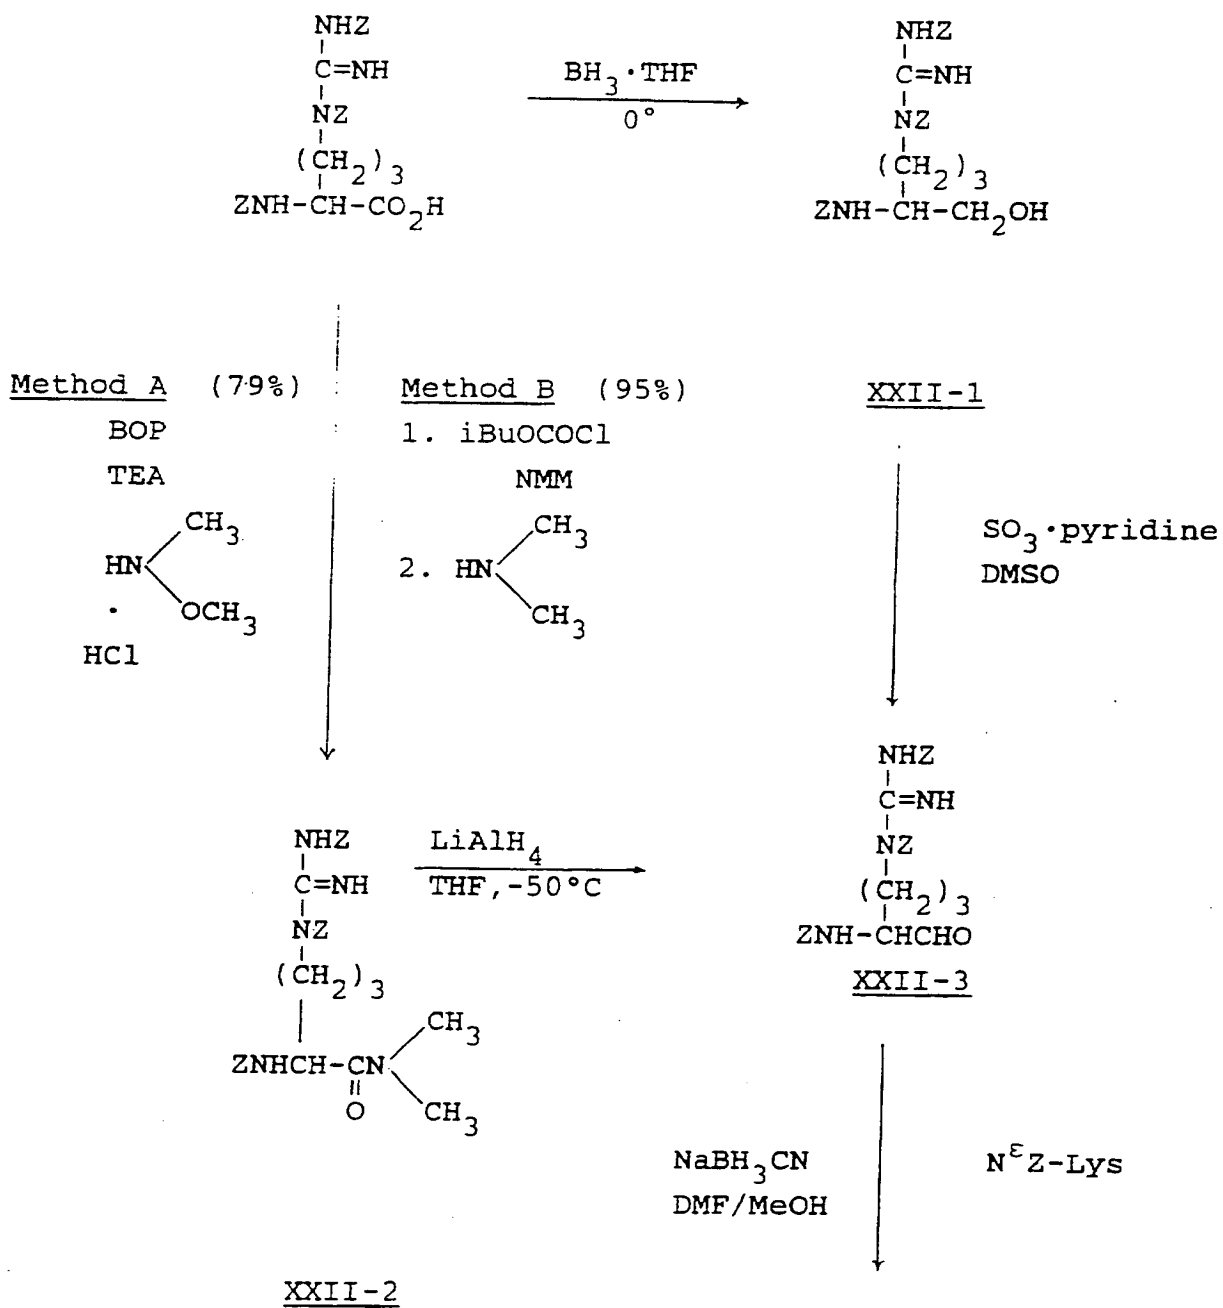 NHZ
C=NH
NZ
(CH2)3
ZNH-CH-CO2H
BH3·THF
0°
NHZ
C=NH
NZ
(CH2)3
ZNH-CH-CH2OH
Method A (79%)
BOP
TEA
CH3
HN
OCH3
·
HCl
Method B (95%)
1. iBuOCOCl
NMM
CH3
2. HN
CH3
XXII-1
SO3·pyridine
DMSO
NHZ
C=NH
NZ
(CH2)3
ZNHCH-CN
O
CH3
CH3
XXII-2
LiAlH4
THF,-50°C
NHZ
C=NH
NZ
(CH2)3
ZNH-CHCHO
XXII-3
NaBH3CN
DMF/MeOH
NεZ-Lys